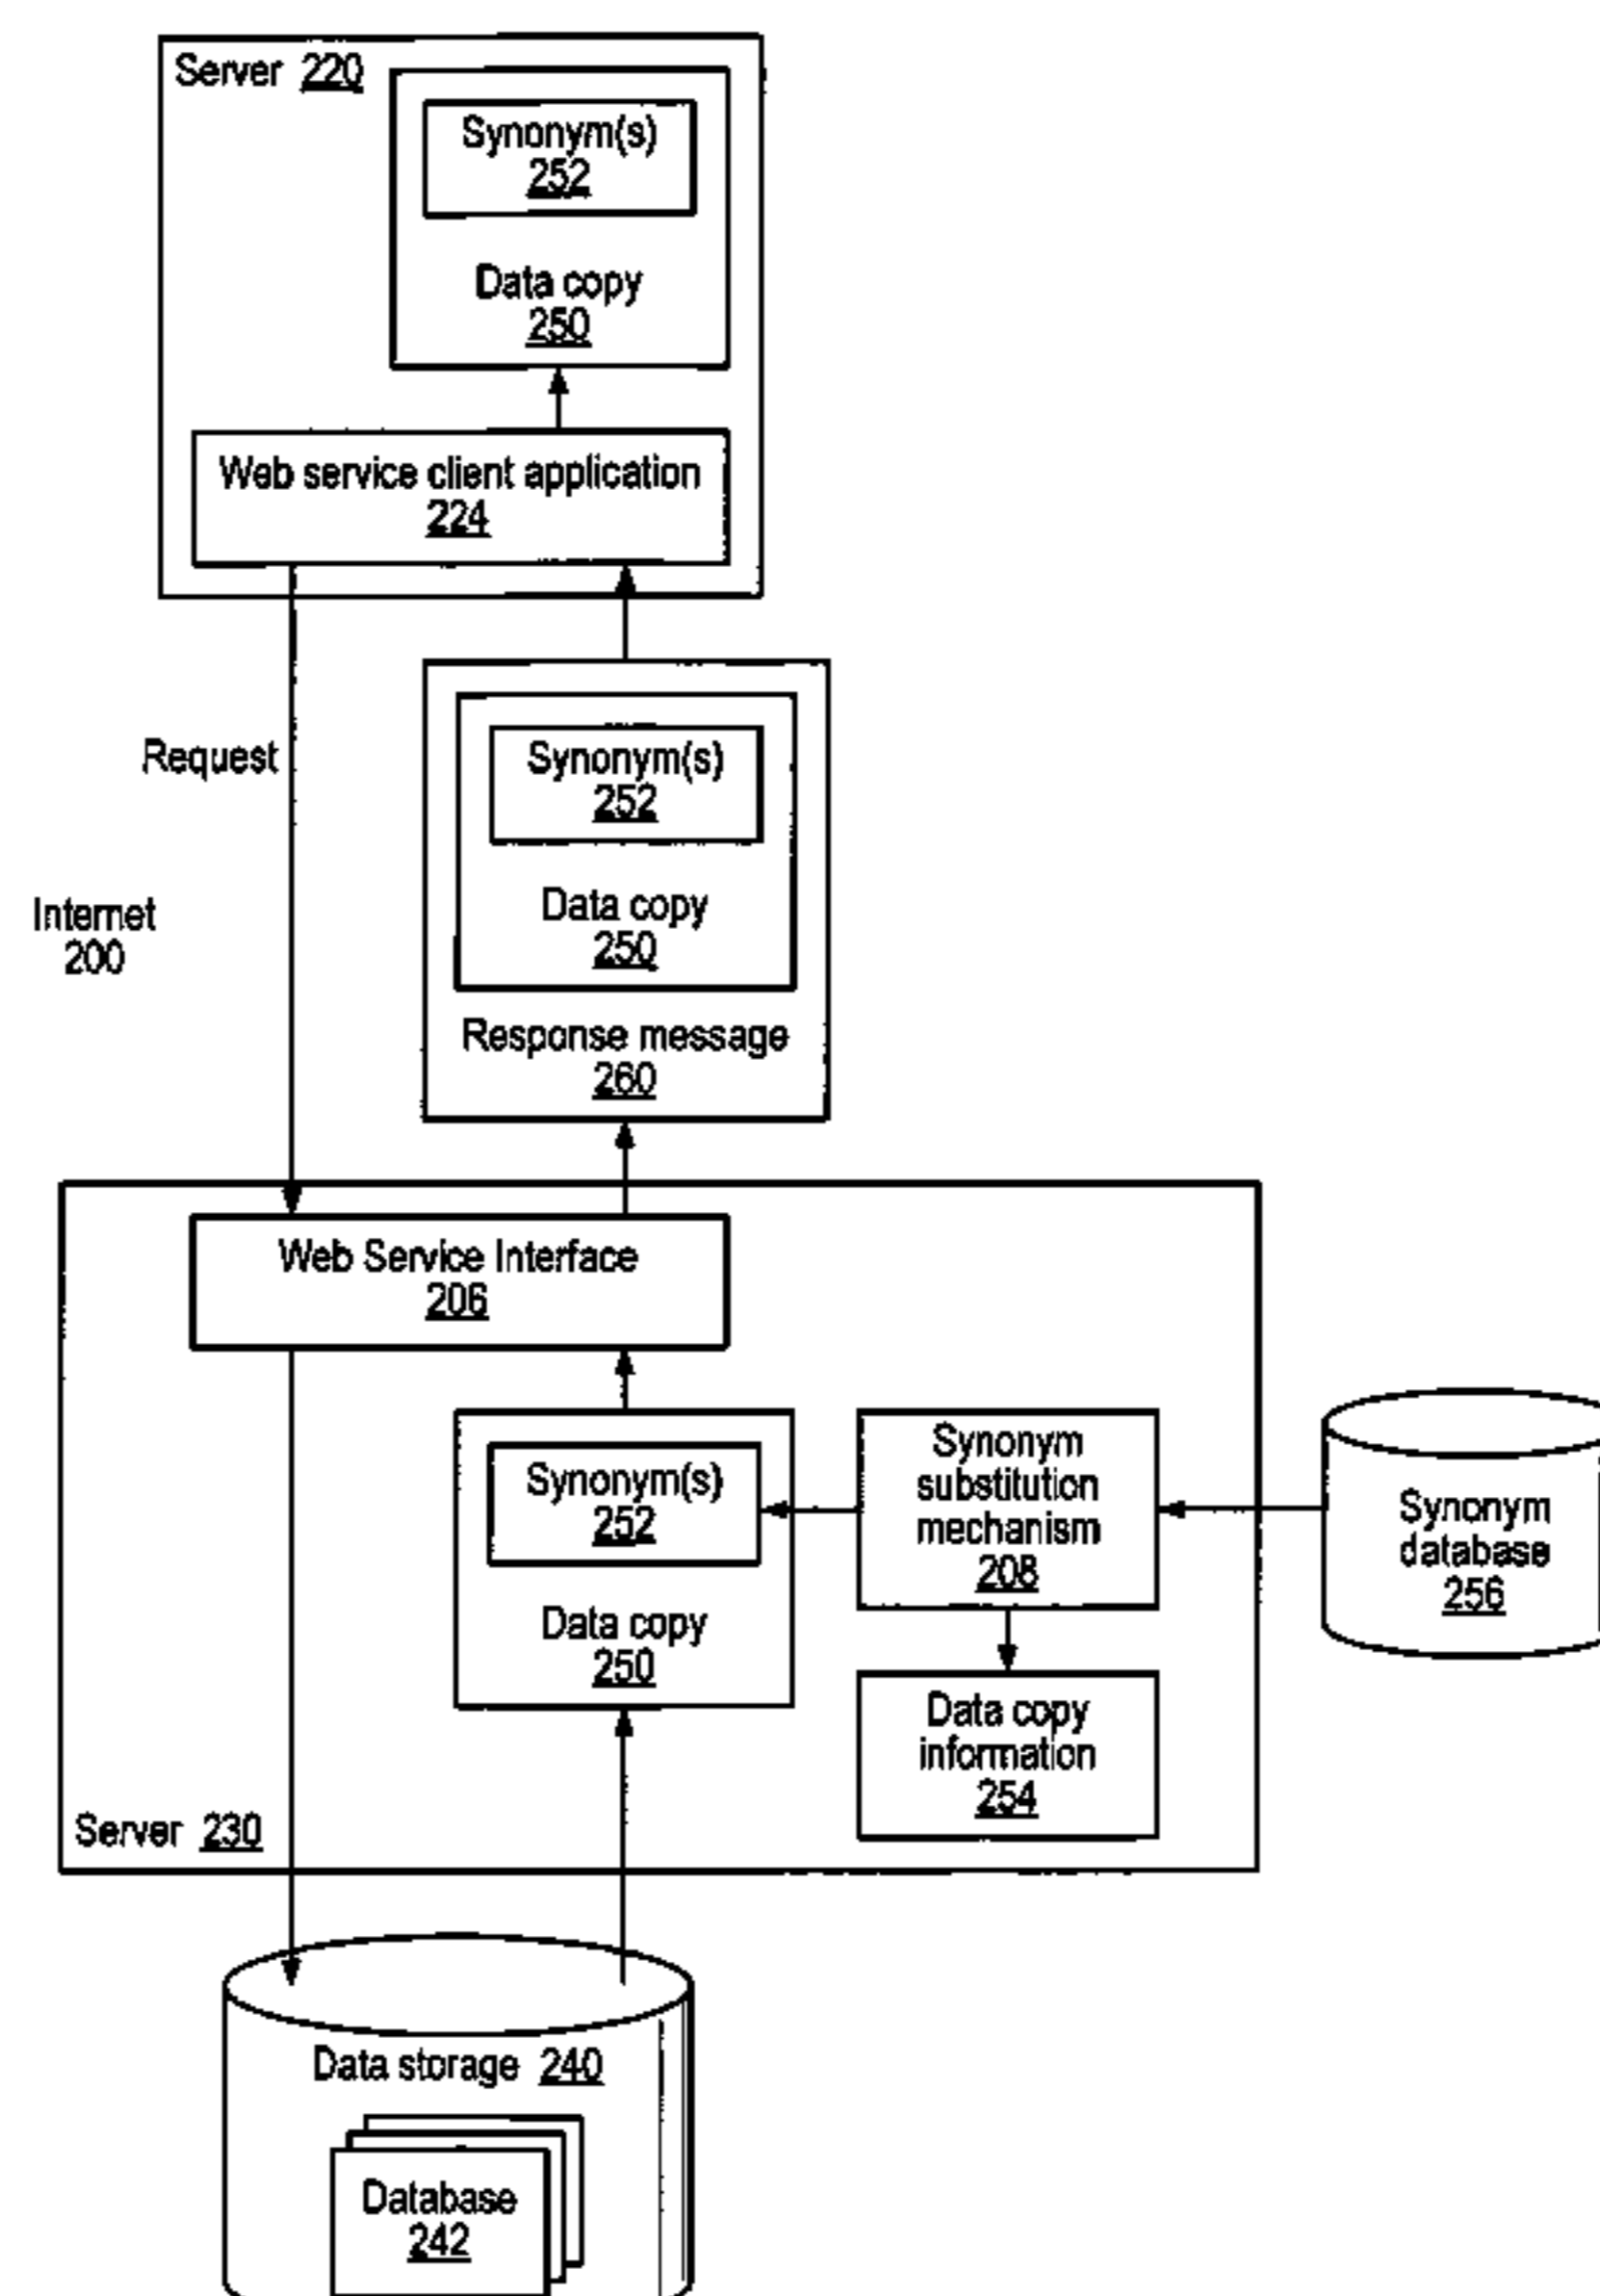 Server 220
Synonym(s)
252
Data copy
250
Web service client application
224
Request
Synonym(s)
252
Internet
200
Data copy
250
Response message
260
Web Service Interface
206
Synonym(s)
252
Data copy
250
Synonym
substitution
mechanism
208
Synonym
database
256
Data copy
information
254
Server 230
Data storage 240
Database
242